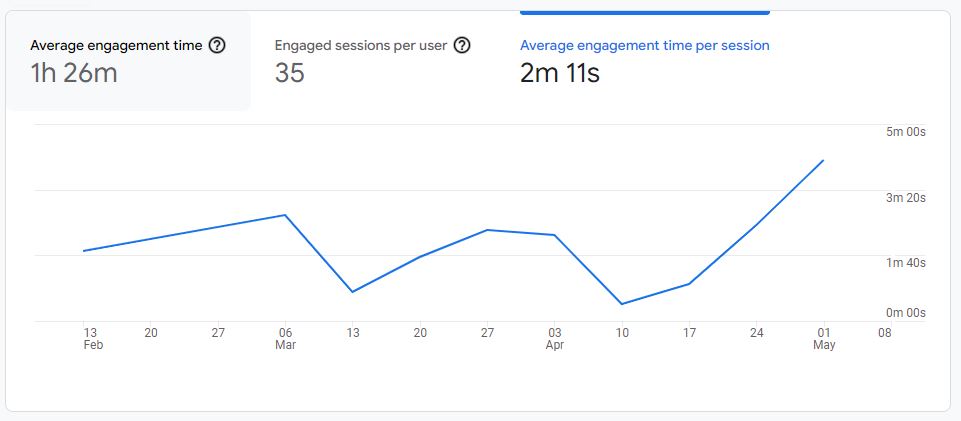 Average engagement time
1h 26m
Engaged sessions per user
35
Average engagement time per session
2m 11s
5m 00s
3m 20s
1m 40s
0m 00s
13 20 27 06 13 20 27 03 10 17 24 01 08
Feb Mar Apr May